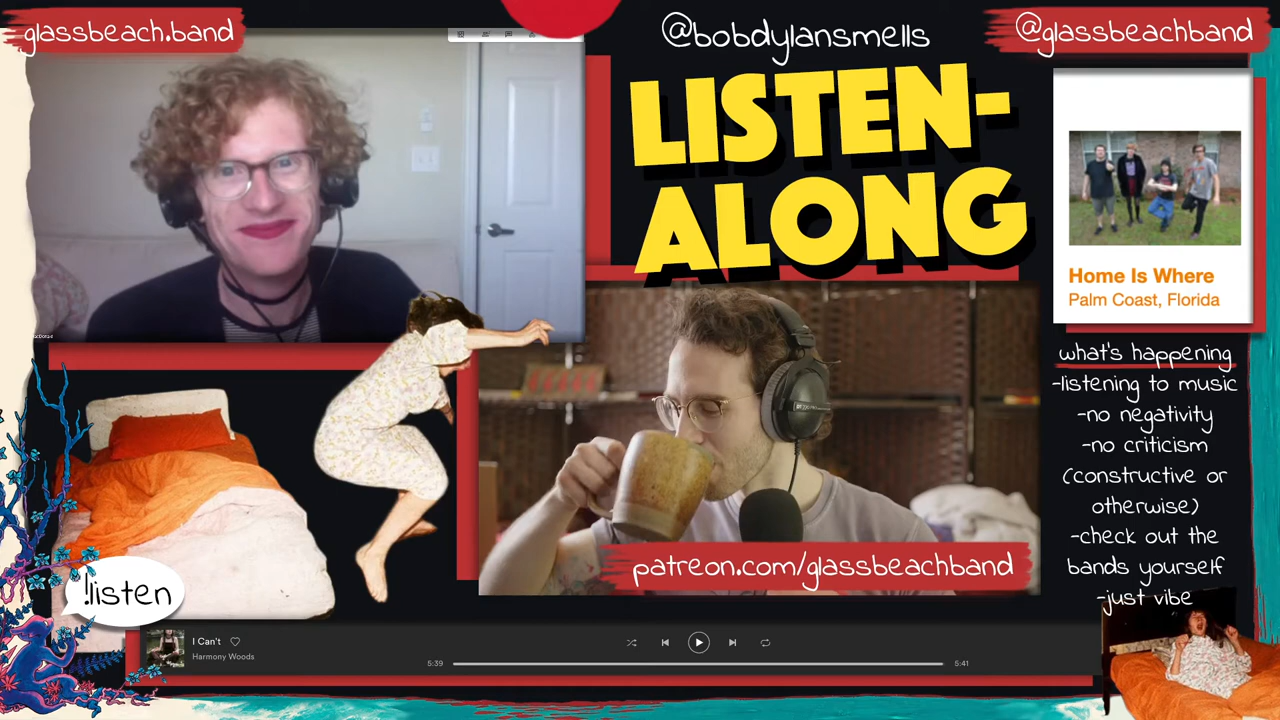 glassbeach.band
@bobdylansmells
@glassbeachband
LISTEN-
ALONG
Home Is Where
Palm Coast, Florida
what's happening
-listening to music
-no negativity
-no criticism
(constructive or
otherwise)
-check out the
bands yourself
-just vibe
patreon.com/glassbeachband
!listen
I Can't
Harmony Woods
5:39
5:41